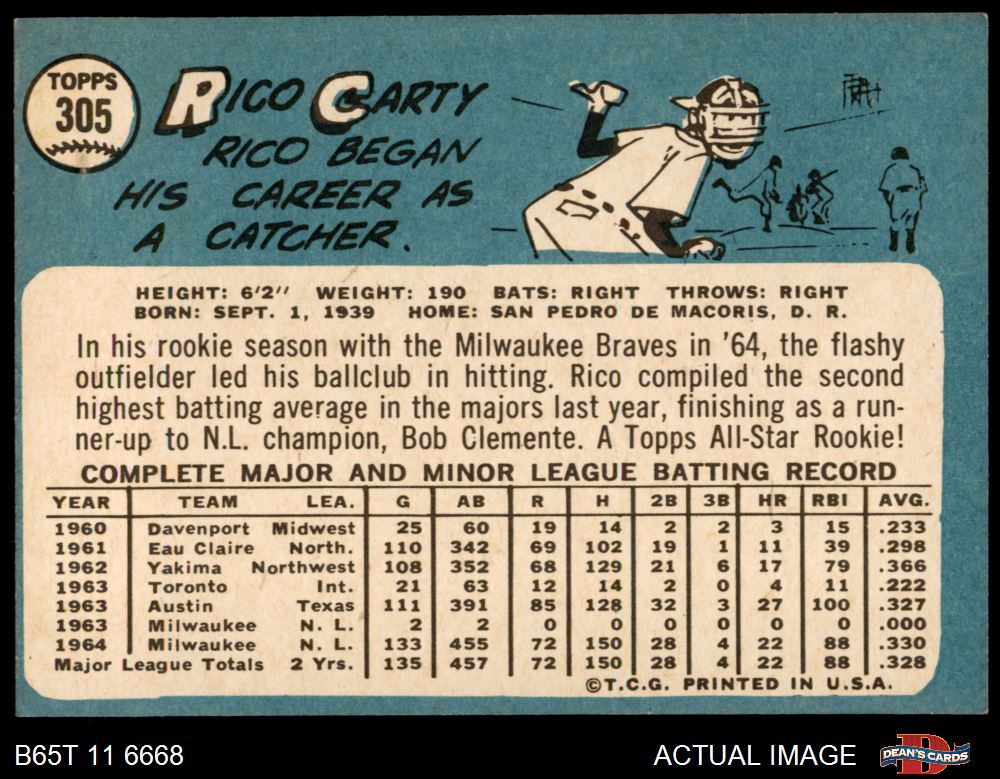 TOPPS
305
RICO CARTY
RICO BEGAN
HIS CAREER AS
A CATCHER.
HEIGHT: 6'2" WEIGHT: 190 BATS: RIGHT THROWS: RIGHT
BORN: SEPT. 1, 1939 HOME: SAN PEDRO DE MACORIS, D. R.
In his rookie season with the Milwaukee Braves in '64, the flashy
outfielder led his ballclub in hitting. Rico compiled the second
highest batting average in the majors last year, finishing as a run-
ner-up to N.L. champion, Bob Clemente. A Topps All-Star Rookie!
COMPLETE MAJOR AND MINOR LEAGUE BATTING RECORD
YEAR TEAM LEA. G AB R H 2B 3B HR RBI AVG.
1960 Davenport Midwest 25 60 19 14 2 2 3 15 .233
1961 Eau Claire North. 110 342 69 102 19 1 11 39 .298
1962 Yakima Northwest 108 352 68 129 21 6 17 79 .366
1963 Toronto Int. 21 63 12 14 2 0 4 11 .222
1963 Austin Texas 111 391 85 128 32 3 27 100 .327
1963 Milwaukee N. L. 2 2 0 0 0 0 0 0 .000
1964 Milwaukee N. L. 133 455 72 150 28 4 22 88 .330
Major League Totals 2 Yrs. 135 457 72 150 28 4 22 88 .328
©T.C.G. PRINTED IN U.S.A.
B65T 11 6668 ACTUAL IMAGE DEAN'S CARDS